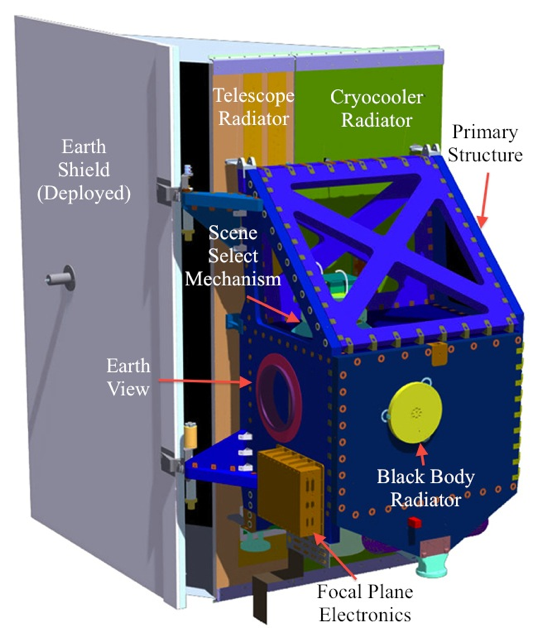 Telescope
Radiator
Cryocooler
Radiator
Primary
Structure
Earth
Shield
(Deployed)
Scene
Select
Mechanism
Earth
View
Black Body
Radiator
Focal Plane
Electronics